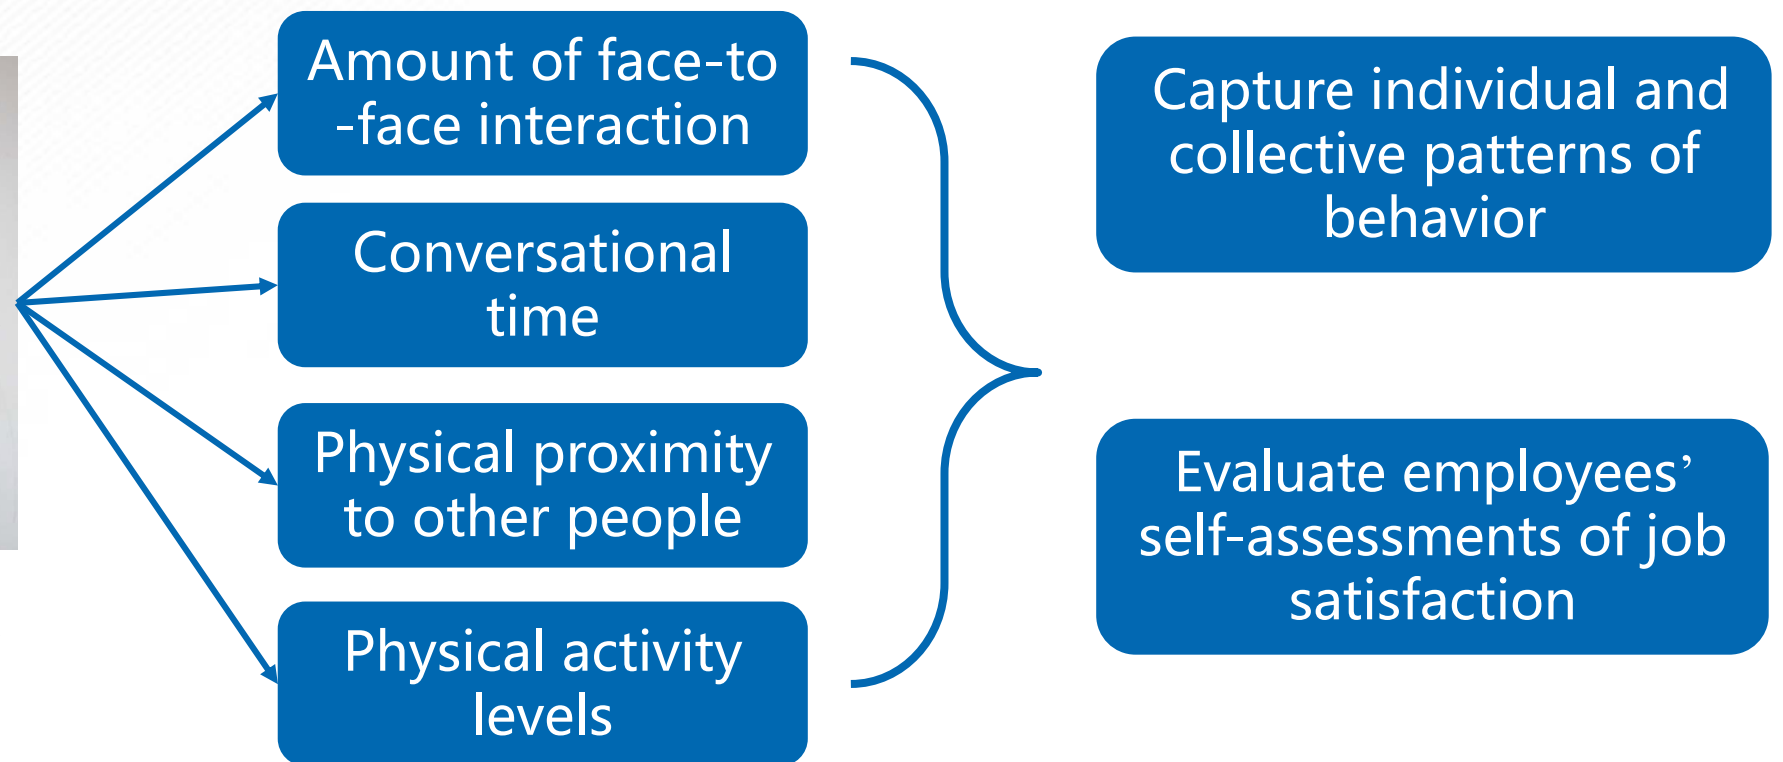 Amount of face-to
-face interaction
Conversational
time
Physical proximity
to other people
Physical activity
levels
Capture individual and
collective patterns of
behavior
Evaluate employees’
self-assessments of job
satisfaction